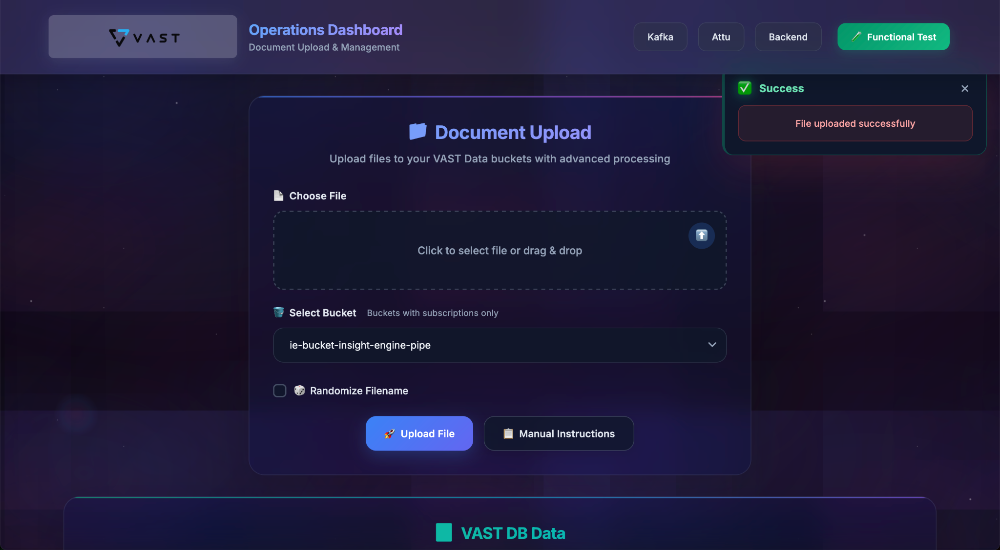 VAST
Operations Dashboard
Document Upload & Management
Kafka
Attu
Backend
Functional Test
Success
File uploaded successfully
Document Upload
Upload files to your VAST Data buckets with advanced processing
Choose File
Click to select file or drag & drop
Select Bucket Buckets with subscriptions only
ie-bucket-insight-engine-pipe
Randomize Filename
Upload File
Manual Instructions
VAST DB Data